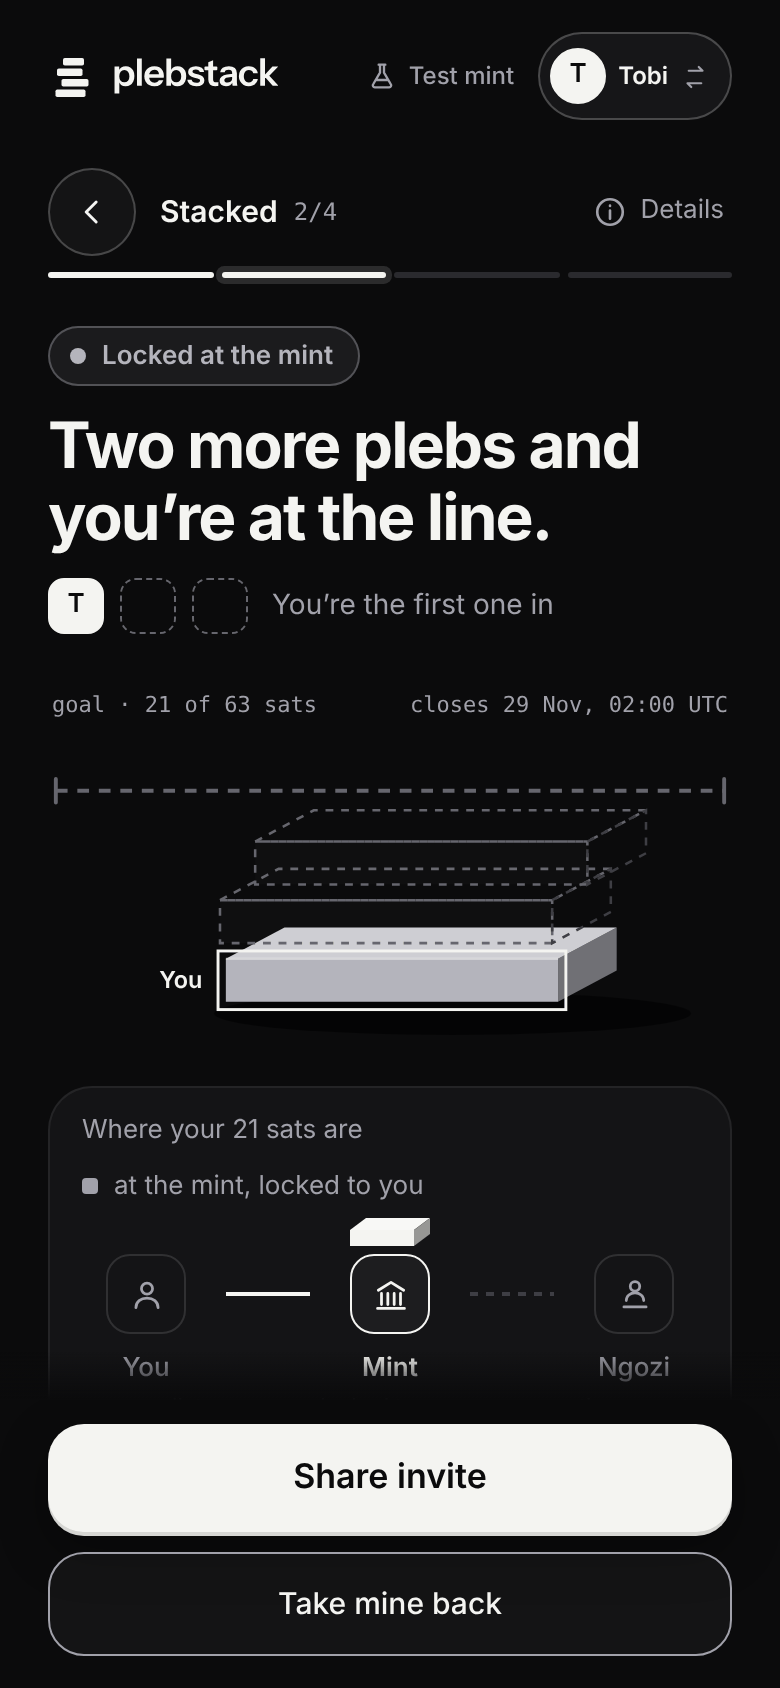 plebstack
Test mint
T
Tobi
Stacked 2/4
Details
Locked at the mint
Two more plebs and
you’re at the line.
T
You’re the first one in
goal · 21 of 63 sats
closes 29 Nov, 02:00 UTC
You
Where your 21 sats are
at the mint, locked to you
You
Mint
Ngozi
Share invite
Take mine back